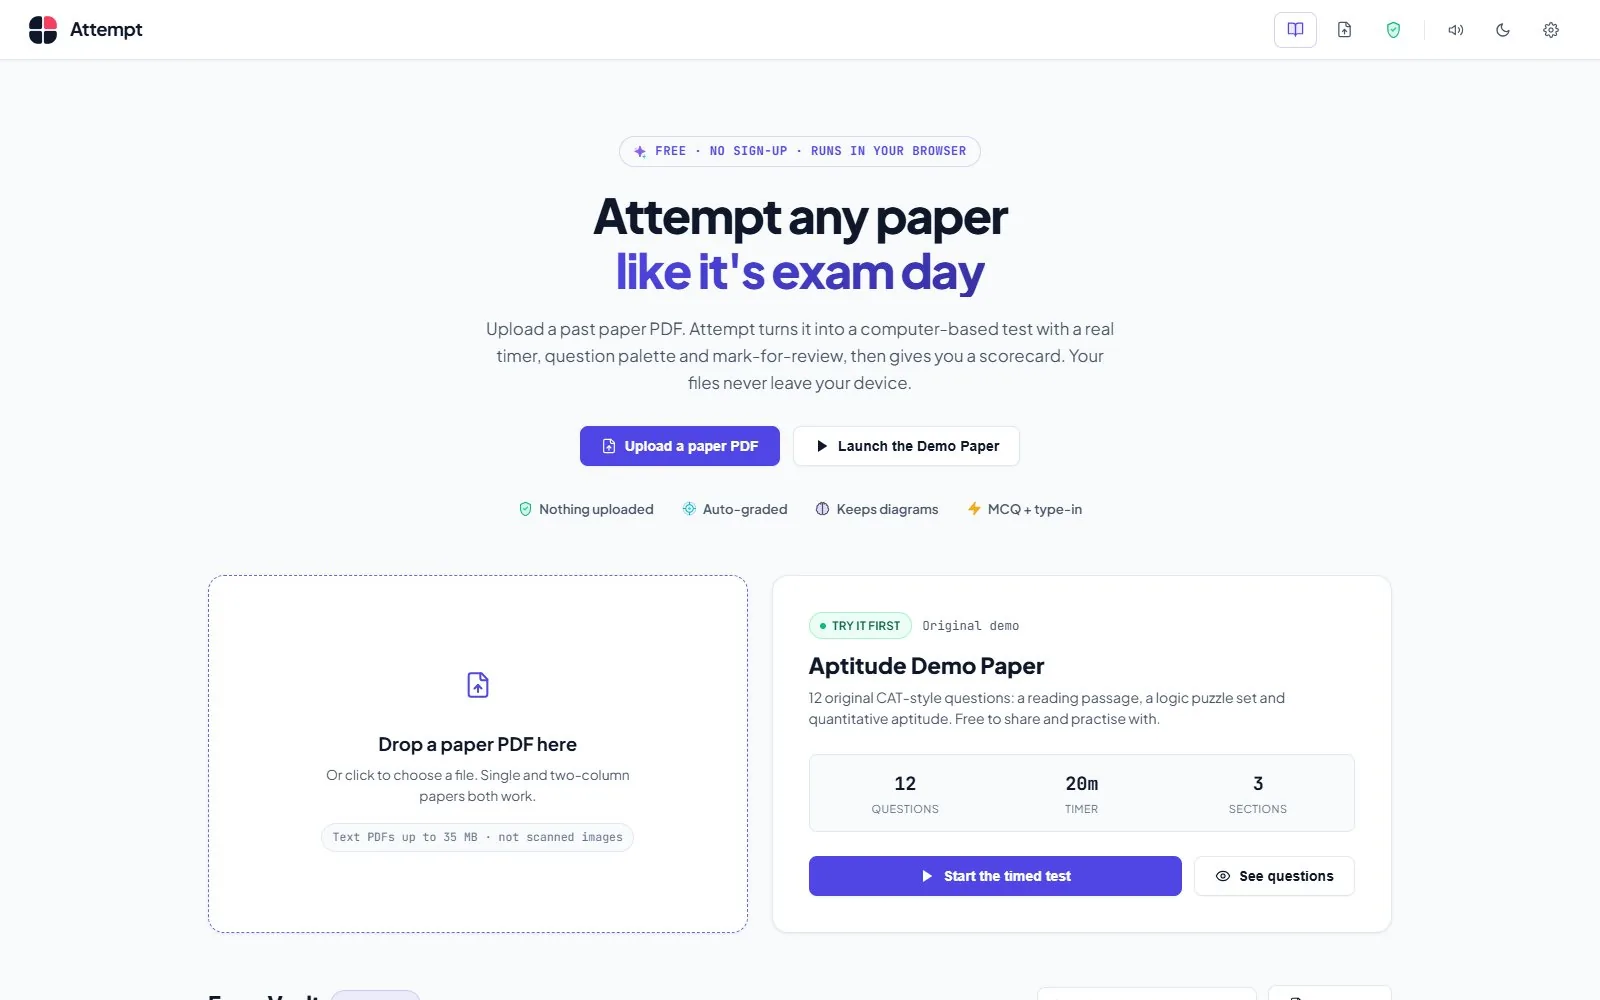 Attempt
FREE · NO SIGN-UP · RUNS IN YOUR BROWSER
Attempt any paper
like it's exam day
Upload a past paper PDF. Attempt turns it into a computer-based test with a real
timer, question palette and mark-for-review, then gives you a scorecard. Your
files never leave your device.
Upload a paper PDF
Launch the Demo Paper
Nothing uploaded
Auto-graded
Keeps diagrams
MCQ + type-in
Drop a paper PDF here
Or click to choose a file. Single and two-column
papers both work.
Text PDFs up to 35 MB · not scanned images
TRY IT FIRST
Original demo
Aptitude Demo Paper
12 original CAT-style questions: a reading passage, a logic puzzle set and
quantitative aptitude. Free to share and practise with.
12
QUESTIONS
20m
TIMER
3
SECTIONS
Start the timed test
See questions